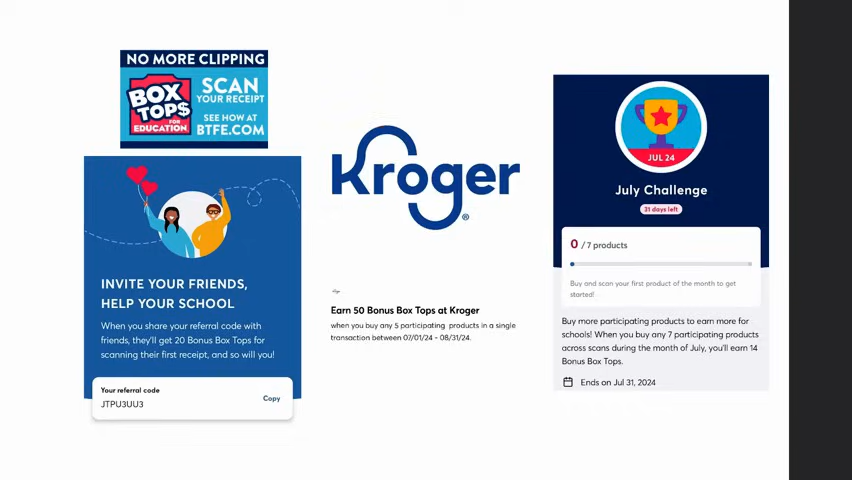 NO MORE CLIPPING
BOX
TOPS
FOR
EDUCATION
SCAN
YOUR RECEIPT
SEE HOW AT
BTFE.COM
INVITE YOUR FRIENDS,
HELP YOUR SCHOOL
When you share your referral code with
friends, they'll get 20 Bonus Box Tops for
scanning their first receipt, and so will you!
Your referral code
JTPU3UU3
Copy
Kroger®
Earn 50 Bonus Box Tops at Kroger
when you buy any 5 participating products in a single
transaction between 07/01/24 - 08/31/24.
JUL 24
July Challenge
31 days left
0 / 7 products
Buy and scan your first product of the month to get
started!
Buy more participating products to earn more for
schools! When you buy any 7 participating products
across scans during the month of July, you'll earn 14
Bonus Box Tops.
Ends on Jul 31, 2024